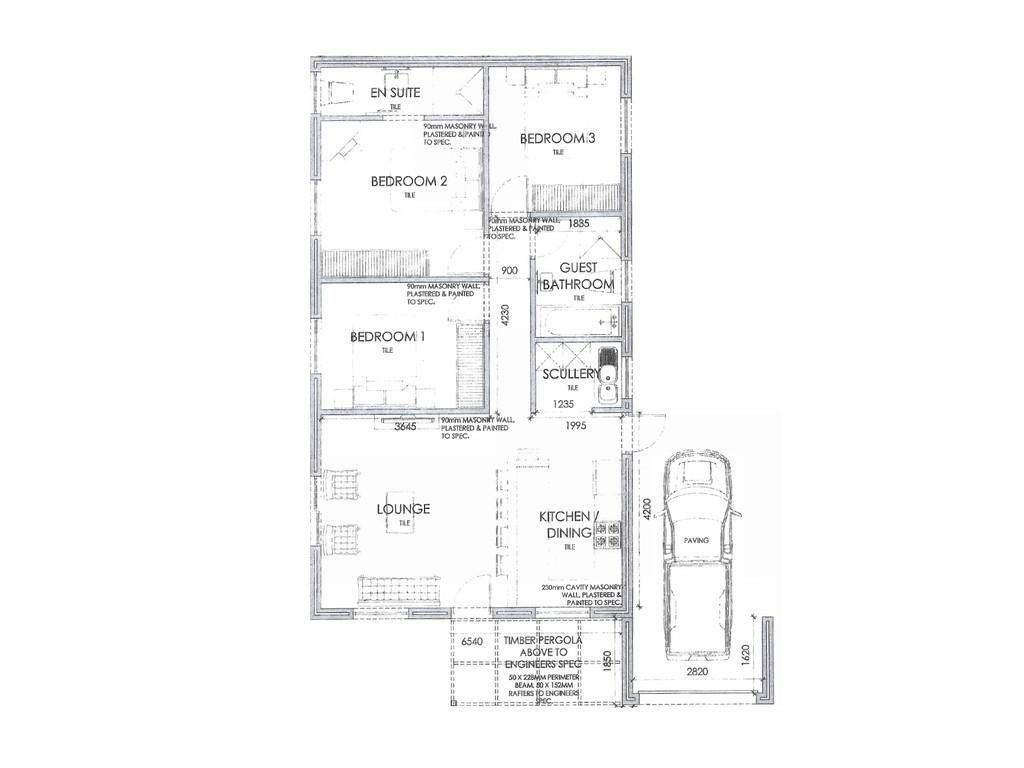 EN SUITE
TILE
90mm MASONRY WALL,
PLASTERED & PAINTED
TO SPEC.
BEDROOM 3
TILE
BEDROOM 2
TILE
90mm MASONRY WALL,
PLASTERED & PAINTED
TO SPEC.
1835
900
GUEST
BATHROOM
TILE
90mm MASONRY WALL,
PLASTERED & PAINTED
TO SPEC.
4230
BEDROOM 1
TILE
SCULLERY
TILE
1235
1995
3645
90mm MASONRY WALL,
PLASTERED & PAINTED
TO SPEC.
LOUNGE
TILE
KITCHEN /
DINING
TILE
4200
PAVING
230mm CAVITY MASONRY
WALL, PLASTERED &
PAINTED TO SPEC.
6540
TIMBER PERGOLA
ABOVE TO
ENGINEERS SPEC
50 X 228MM PERIMETER
BEAM, 50 X 152MM
RAFTERS TO ENGINEERS
SPEC
1850
2820
1620